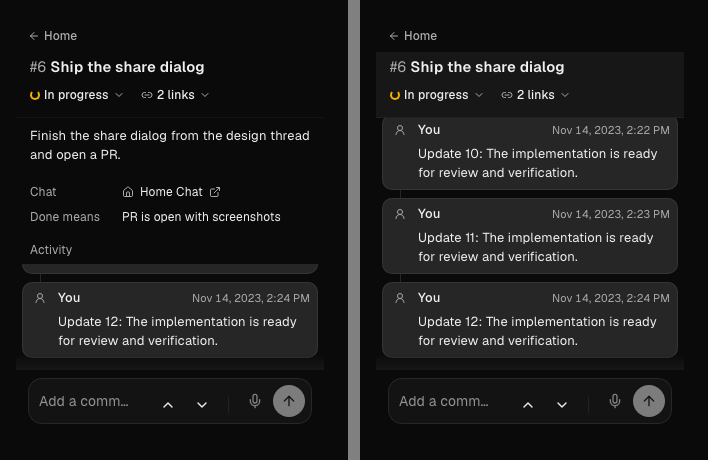 Home
#6 Ship the share dialog
In progress
2 links
Finish the share dialog from the design thread
and open a PR.
Chat
Home Chat
Done means
PR is open with screenshots
Activity
You
Nov 14, 2023, 2:24 PM
Update 12: The implementation is ready
for review and verification.
Add a comm...
Home
#6 Ship the share dialog
In progress
2 links
You
Nov 14, 2023, 2:22 PM
Update 10: The implementation is ready
for review and verification.
You
Nov 14, 2023, 2:23 PM
Update 11: The implementation is ready
for review and verification.
You
Nov 14, 2023, 2:24 PM
Update 12: The implementation is ready
for review and verification.
Add a comm...